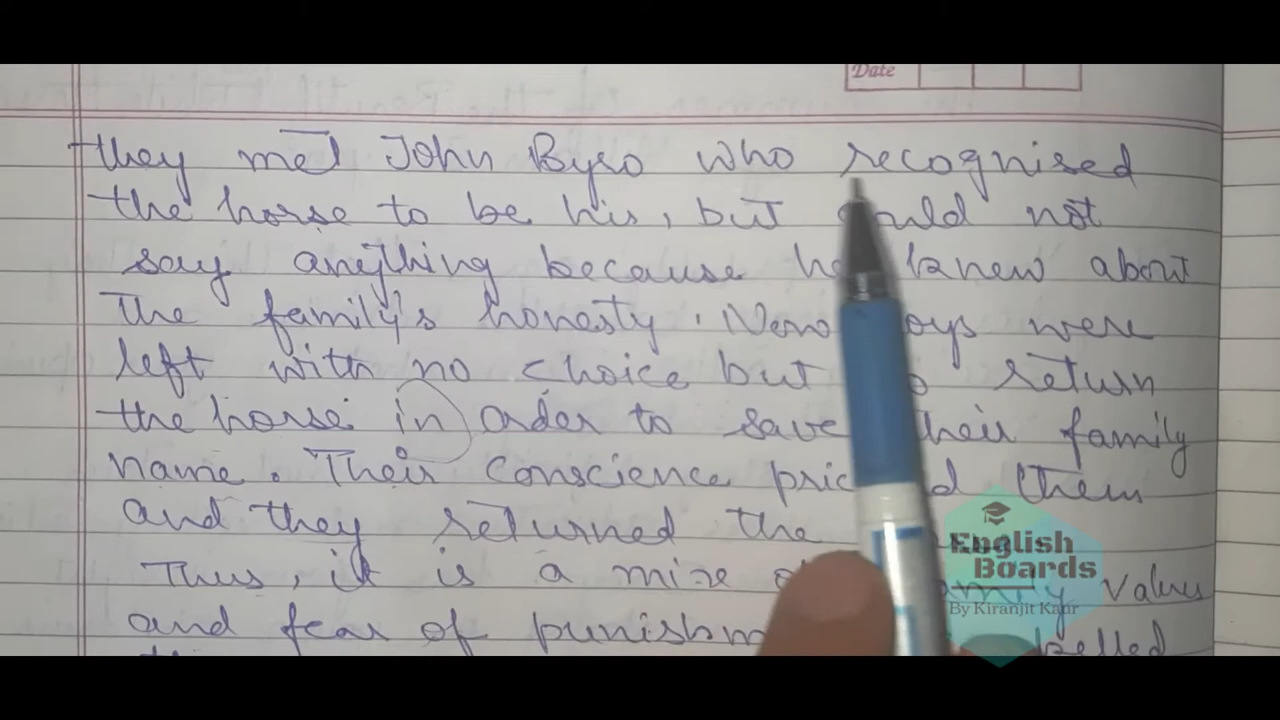 Date
they met John Byro who recognised
the horse to be his, but could not
say anything because he knew about
the family's honesty. Now boys were
left with no choice but to return
the horse in order to save their family
name. Their conscience pricked them
and they returned the
Thus, it is a mix of family values
and fear of
English
Boards
By Kiranjit Kaur